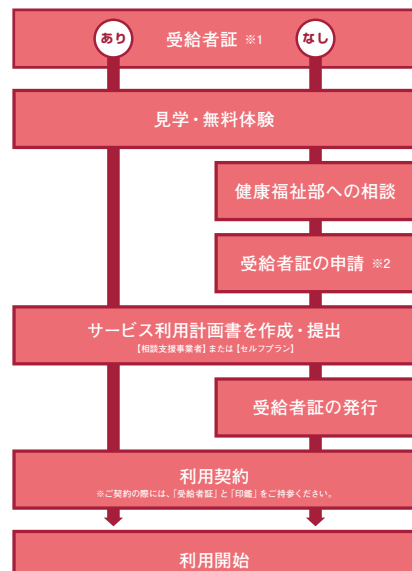 あり 受給者証 ※1 なし
見学・無料体験
健康福祉部への相談
受給者証の申請 ※2
サービス利用計画書を作成・提出
【相談支援事業者】または【セルフプラン】
受給者証の発行
利用契約
※ご契約の際には、「受給者証」と「印鑑」をご持参ください。
利用開始